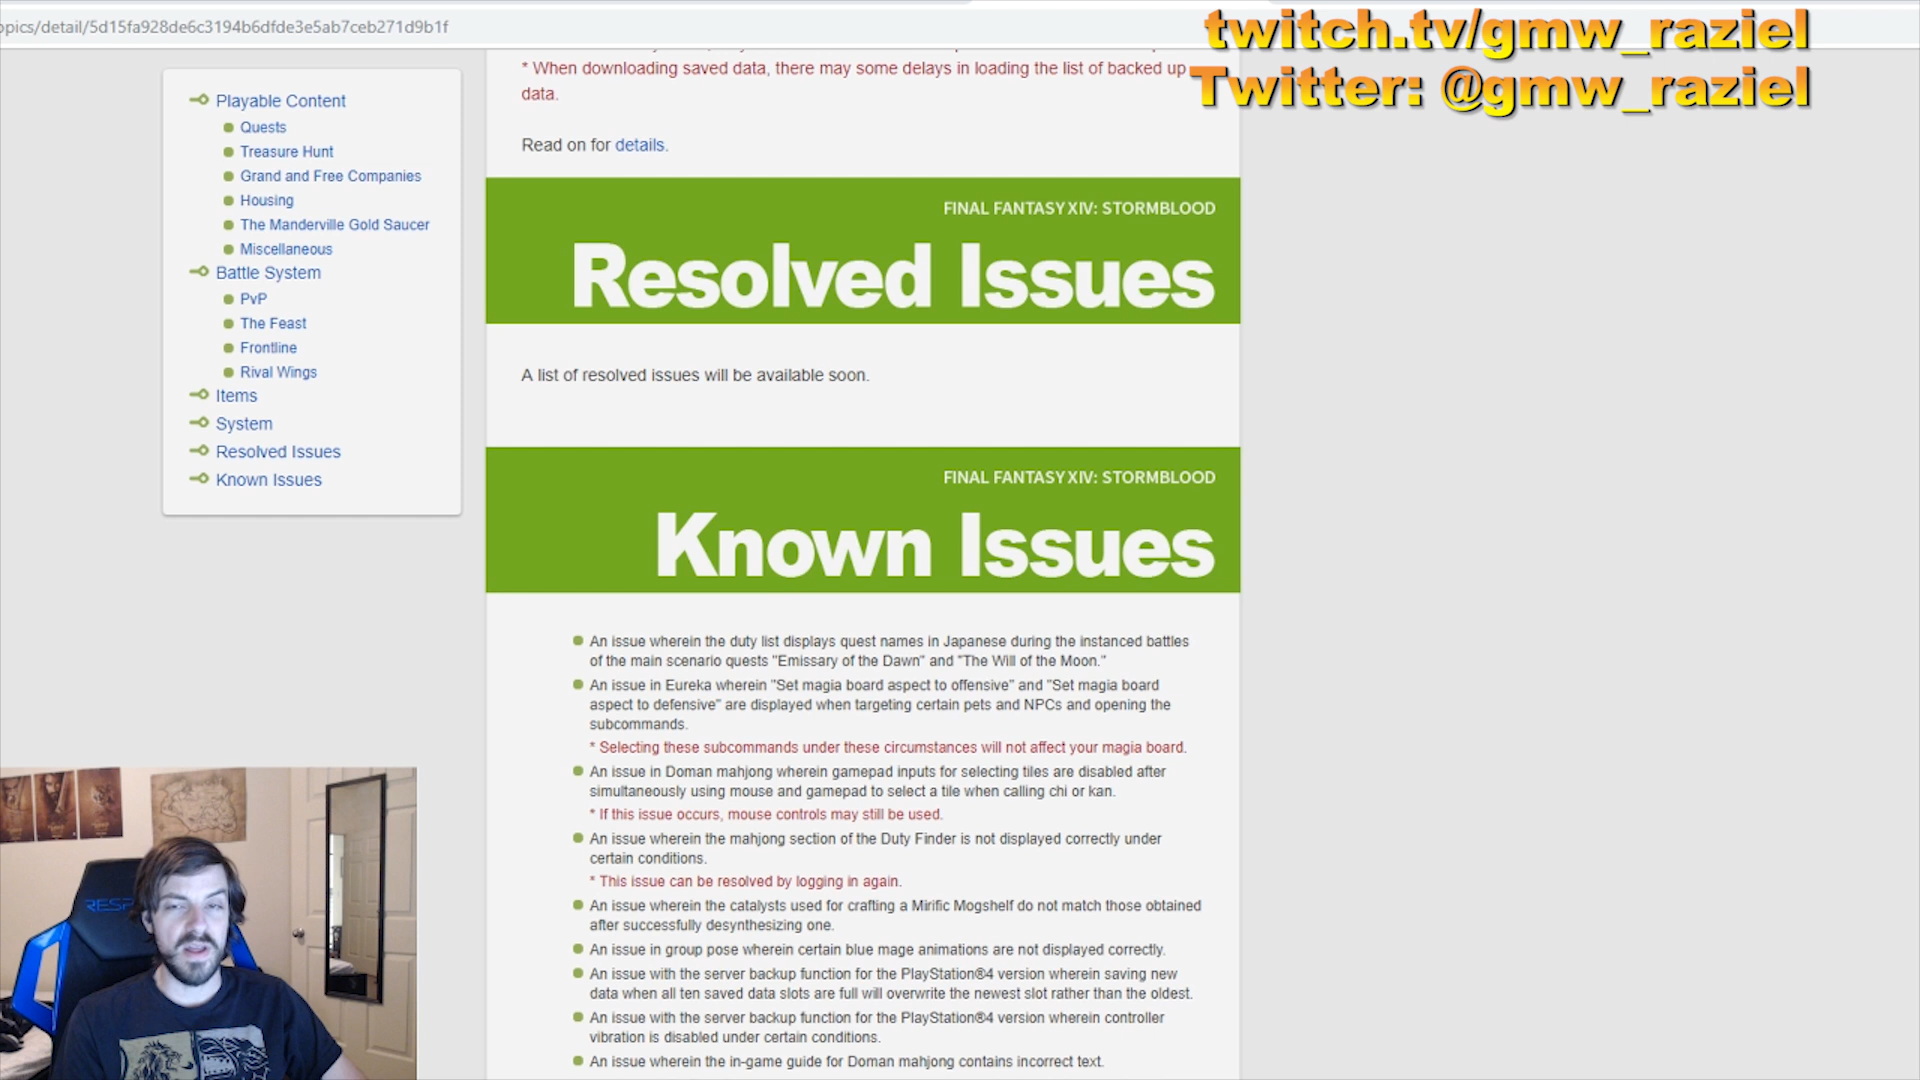 opics/detail/5d15fa928de6c3194b6dfde3e5ab7ceb271d9b1f
twitch.tv/gmw_raziel
Twitter: @gmw_raziel
Playable Content
Quests
Treasure Hunt
Grand and Free Companies
Housing
The Manderville Gold Saucer
Miscellaneous
Battle System
PvP
The Feast
Frontline
Rival Wings
Items
System
Resolved Issues
Known Issues
* When downloading saved data, there may some delays in loading the list of backed up
data.
Read on for details.
FINAL FANTASY XIV: STORMBLOOD
Resolved Issues
A list of resolved issues will be available soon.
FINAL FANTASY XIV: STORMBLOOD
Known Issues
An issue wherein the duty list displays quest names in Japanese during the instanced battles
of the main scenario quests "Emissary of the Dawn" and "The Will of the Moon."
An issue in Eureka wherein "Set magia board aspect to offensive" and "Set magia board
aspect to defensive" are displayed when targeting certain pets and NPCs and opening the
subcommands.
* Selecting these subcommands under these circumstances will not affect your magia board.
An issue in Doman mahjong wherein gamepad inputs for selecting tiles are disabled after
simultaneously using mouse and gamepad to select a tile when calling chi or kan.
* If this issue occurs, mouse controls may still be used.
An issue wherein the mahjong section of the Duty Finder is not displayed correctly under
certain conditions.
* This issue can be resolved by logging in again.
An issue wherein the catalysts used for crafting a Mirific Mogshelf do not match those obtained
after successfully desynthesizing one.
An issue in group pose wherein certain blue mage animations are not displayed correctly.
An issue with the server backup function for the PlayStation®4 version wherein saving new
data when all ten saved data slots are full will overwrite the newest slot rather than the oldest.
An issue with the server backup function for the PlayStation®4 version wherein controller
vibration is disabled under certain conditions.
An issue wherein the in-game guide for Doman mahjong contains incorrect text.
RESP